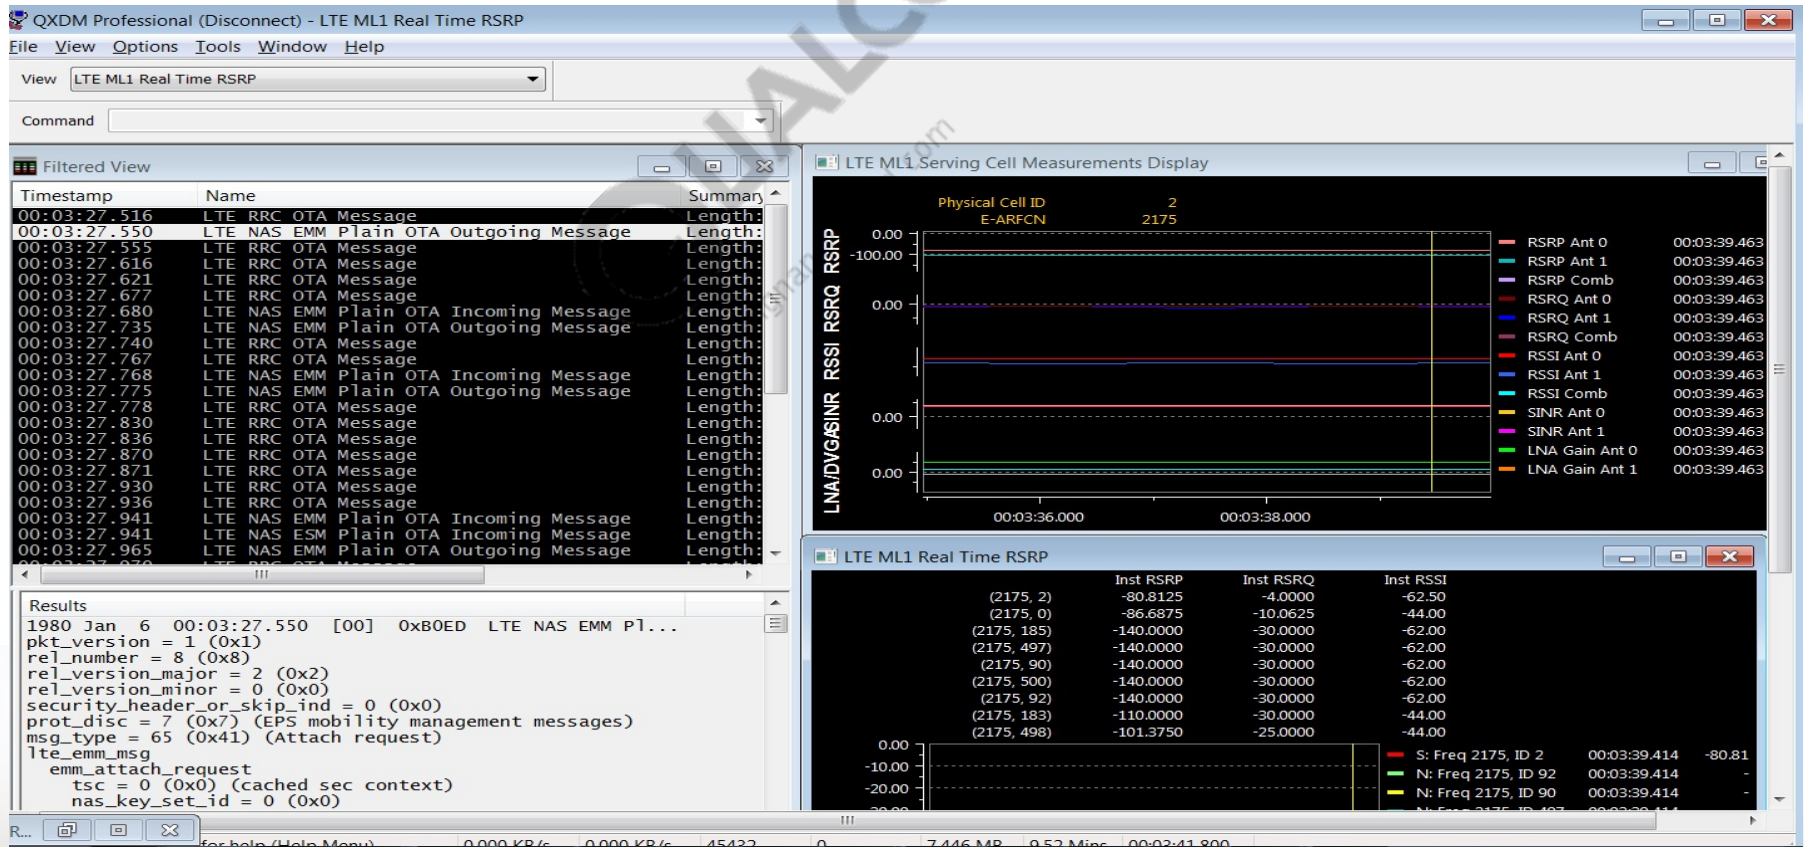 QXDM Professional (Disconnect) - LTE ML1 Real Time RSRP
File View Options Tools Window Help
View LTE ML1 Real Time RSRP
Command
Filtered View
Timestamp Name Summary
00:03:27.516 LTE RRC OTA Message Length:
00:03:27.550 LTE NAS EMM Plain OTA Outgoing Message Length:
00:03:27.555 LTE RRC OTA Message Length:
00:03:27.616 LTE RRC OTA Message Length:
00:03:27.621 LTE RRC OTA Message Length:
00:03:27.677 LTE RRC OTA Message Length:
00:03:27.680 LTE NAS EMM Plain OTA Incoming Message Length:
00:03:27.735 LTE NAS EMM Plain OTA Outgoing Message Length:
00:03:27.740 LTE RRC OTA Message Length:
00:03:27.767 LTE RRC OTA Message Length:
00:03:27.768 LTE NAS EMM Plain OTA Incoming Message Length:
00:03:27.775 LTE NAS EMM Plain OTA Outgoing Message Length:
00:03:27.778 LTE RRC OTA Message Length:
00:03:27.830 LTE RRC OTA Message Length:
00:03:27.836 LTE RRC OTA Message Length:
00:03:27.870 LTE RRC OTA Message Length:
00:03:27.871 LTE RRC OTA Message Length:
00:03:27.930 LTE RRC OTA Message Length:
00:03:27.936 LTE RRC OTA Message Length:
00:03:27.941 LTE NAS EMM Plain OTA Incoming Message Length:
00:03:27.941 LTE NAS ESM Plain OTA Incoming Message Length:
00:03:27.965 LTE NAS EMM Plain OTA Outgoing Message Length:
Results
1980 Jan 6 00:03:27.550 [00] 0xB0ED LTE NAS EMM Pl...
pkt_version = 1 (0x1)
rel_number = 8 (0x8)
rel_version_major = 2 (0x2)
rel_version_minor = 0 (0x0)
security_header_or_skip_ind = 0 (0x0)
prot_disc = 7 (0x7) (EPS mobility management messages)
msg_type = 65 (0x41) (Attach request)
lte_emm_msg
emm_attach_request
tsc = 0 (0x0) (cached sec context)
nas_key_set_id = 0 (0x0)
LTE ML1 Serving Cell Measurements Display
Physical Cell ID 2
E-ARFCN 2175
RSRP
0.00
-100.00
RSRQ
0.00
RSSI
SINR
0.00
LNA/DVGA
0.00
00:03:36.000 00:03:38.000
RSRP Ant 0 00:03:39.463
RSRP Ant 1 00:03:39.463
RSRP Comb 00:03:39.463
RSRQ Ant 0 00:03:39.463
RSRQ Ant 1 00:03:39.463
RSRQ Comb 00:03:39.463
RSSI Ant 0 00:03:39.463
RSSI Ant 1 00:03:39.463
RSSI Comb 00:03:39.463
SINR Ant 0 00:03:39.463
SINR Ant 1 00:03:39.463
LNA Gain Ant 0 00:03:39.463
LNA Gain Ant 1 00:03:39.463
LTE ML1 Real Time RSRP
Inst RSRP Inst RSRQ Inst RSSI
(2175, 2) -80.8125 -4.0000 -62.50
(2175, 0) -86.6875 -10.0625 -44.00
(2175, 185) -140.0000 -30.0000 -62.00
(2175, 497) -140.0000 -30.0000 -62.00
(2175, 90) -140.0000 -30.0000 -62.00
(2175, 500) -140.0000 -30.0000 -62.00
(2175, 92) -140.0000 -30.0000 -62.00
(2175, 183) -110.0000 -30.0000 -44.00
(2175, 498) -101.3750 -25.0000 -44.00
0.00
-10.00
-20.00
S: Freq 2175, ID 2 00:03:39.414 -80.81
N: Freq 2175, ID 92 00:03:39.414 -
N: Freq 2175, ID 90 00:03:39.414 -
R...
for help (Help Menu) 0.000 KB/s 0.000 KB/s 45432 0 7.446 MB 9.52 Mins 00:03:41.800